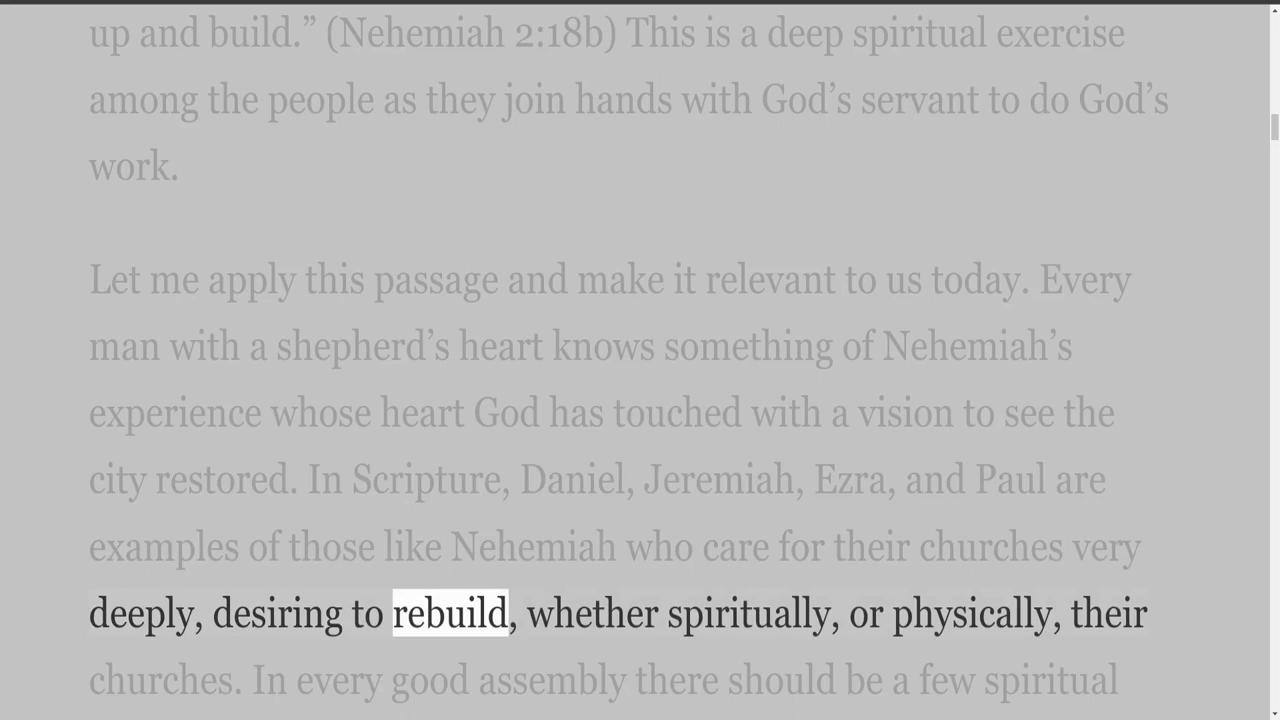 up and build.” (Nehemiah 2:18b) This is a deep spiritual exercise
among the people as they join hands with God’s servant to do God’s
work.
Let me apply this passage and make it relevant to us today. Every
man with a shepherd’s heart knows something of Nehemiah’s
experience whose heart God has touched with a vision to see the
city restored. In Scripture, Daniel, Jeremiah, Ezra, and Paul are
examples of those like Nehemiah who care for their churches very
deeply, desiring to rebuild, whether spiritually, or physically, their
churches. In every good assembly there should be a few spiritual